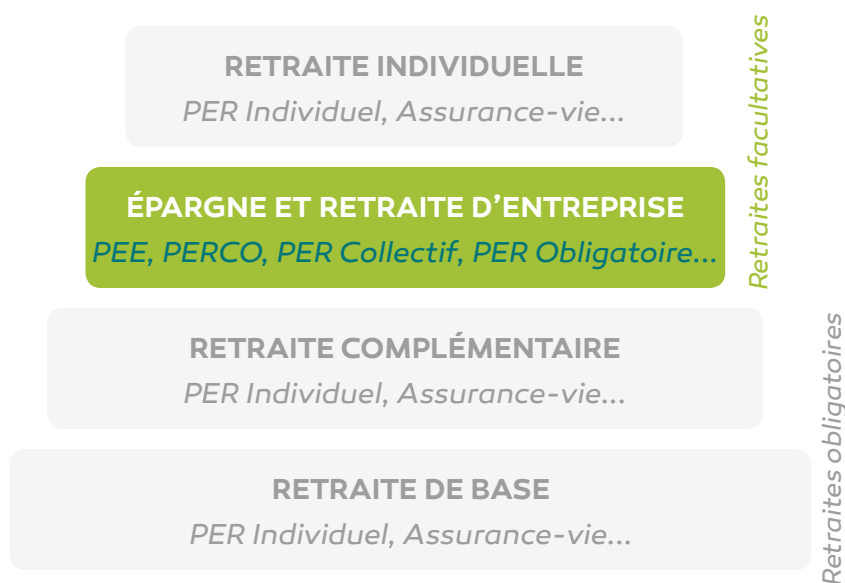 RETRAITE INDIVIDUELLE
PER Individuel, Assurance-vie...
Retraites facultatives
ÉPARGNE ET RETRAITE D’ENTREPRISE
PEE, PERCO, PER Collectif, PER Obligatoire...
RETRAITE COMPLÉMENTAIRE
PER Individuel, Assurance-vie...
Retraites obligatoires
RETRAITE DE BASE
PER Individuel, Assurance-vie...